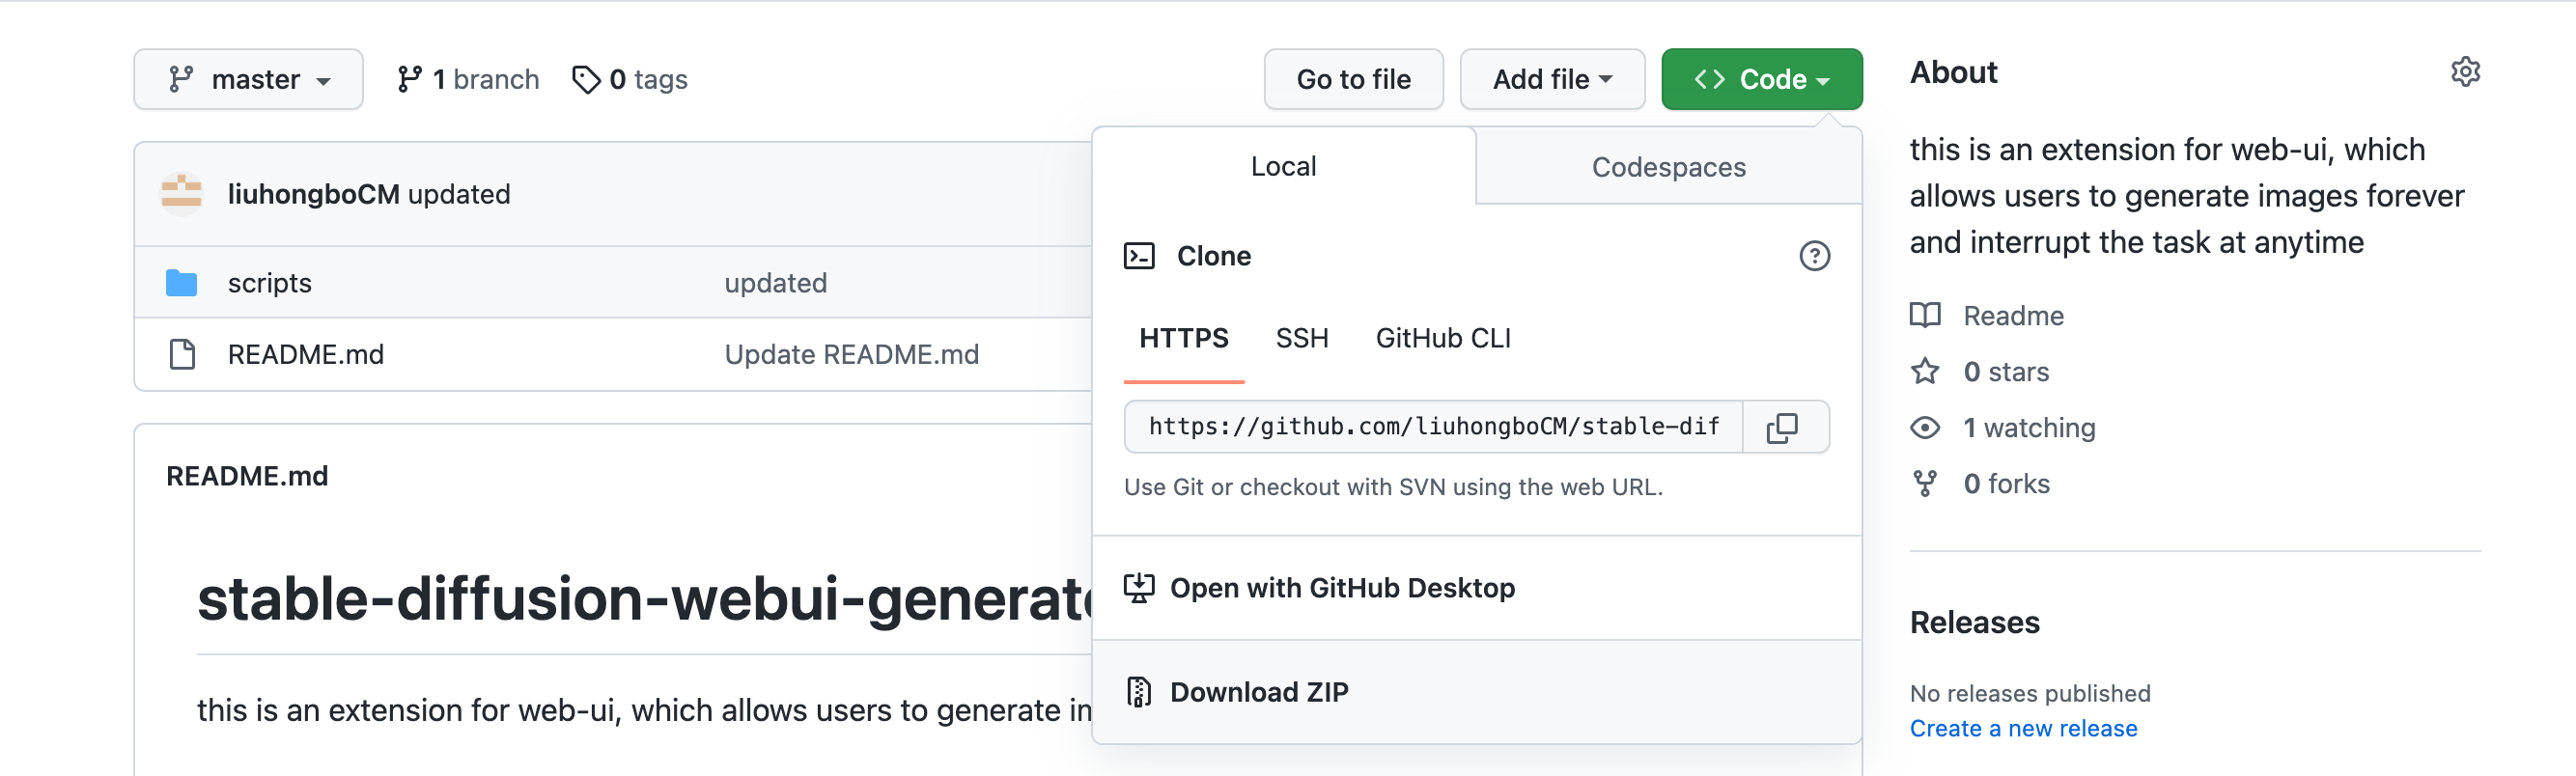 master
1 branch
0 tags
Go to file
Add file
Code
liuhongboCM updated
scripts
updated
README.md
Update README.md
README.md
stable-diffusion-webui-generat
this is an extension for web-ui, which allows users to generate
Local
Codespaces
Clone
HTTPS
SSH
GitHub CLI
https://github.com/liuhongboCM/stable-dif
Use Git or checkout with SVN using the web URL.
Open with GitHub Desktop
Download ZIP
About
this is an extension for web-ui, which
allows users to generate images forever
and interrupt the task at anytime
Readme
0 stars
1 watching
0 forks
Releases
No releases published
Create a new release